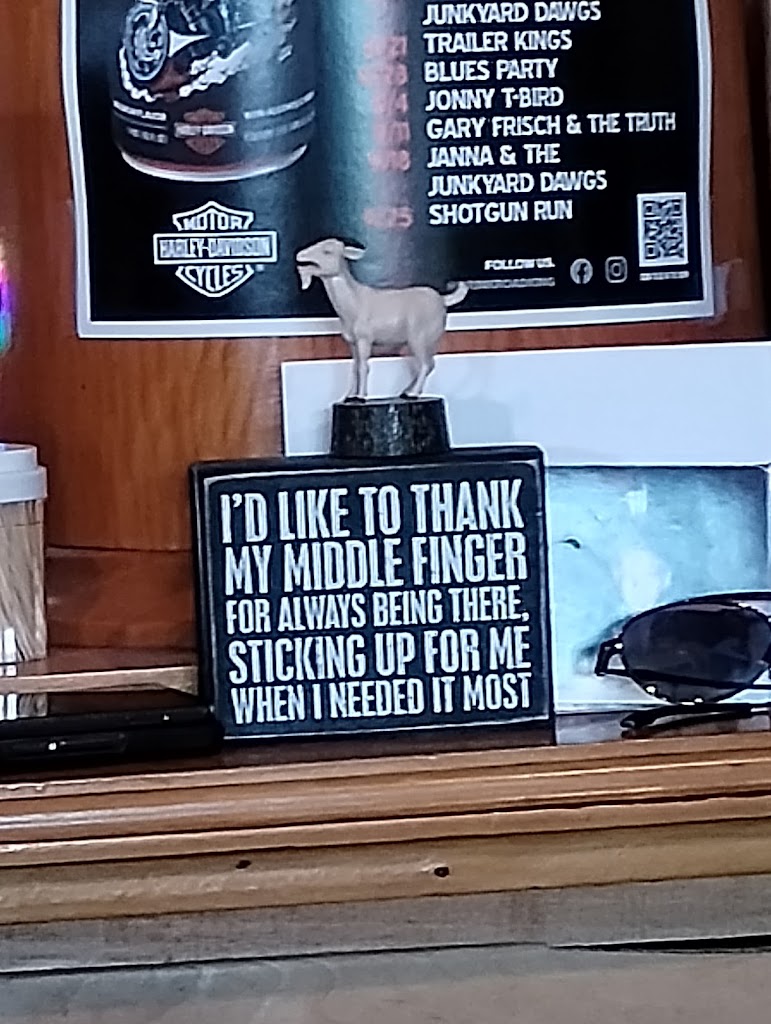 JUNKYARD DAWGS
TRAILER KINGS
BLUES PARTY
JONNY T-BIRD
GARY FRISCH & THE TRUTH
JANNA & THE
JUNKYARD DAWGS
SHOTGUN RUN
MOTOR
HARLEY-DAVIDSON
CYCLES
FOLLOW US
I'D LIKE TO THANK
MY MIDDLE FINGER
FOR ALWAYS BEING THERE,
STICKING UP FOR ME
WHEN I NEEDED IT MOST